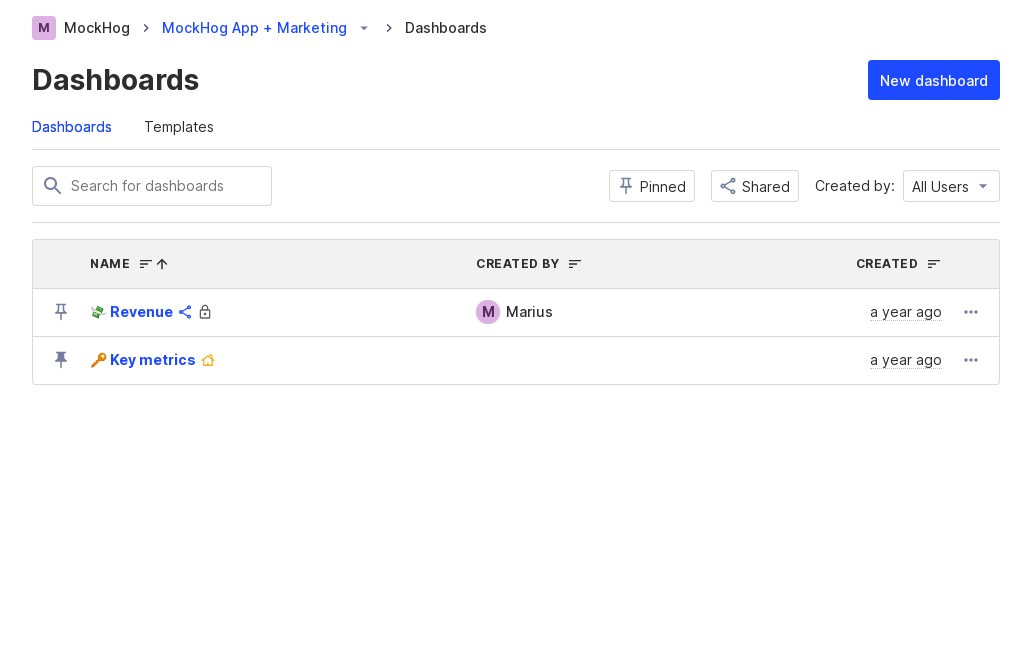 M MockHog > MockHog App + Marketing > Dashboards
Dashboards
New dashboard
Dashboards Templates
Search for dashboards
Pinned Shared Created by: All Users
NAME CREATED BY CREATED
💸 Revenue M Marius a year ago
🔑 Key metrics a year ago